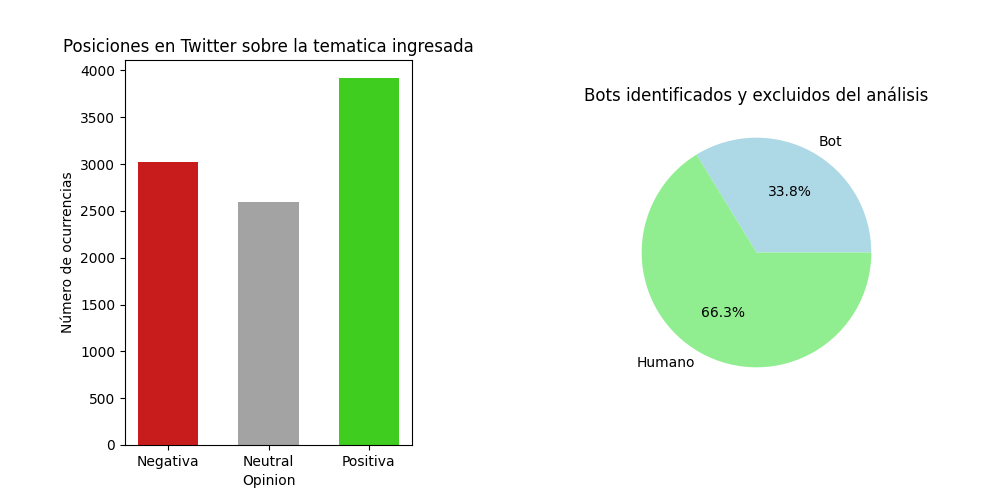 Posiciones en Twitter sobre la tematica ingresada
Número de ocurrencias
4000
3500
3000
2500
2000
1500
1000
500
0
Negativa
Neutral
Positiva
Opinion
Bots identificados y excluidos del análisis
Bot
33.8%
66.3%
Humano